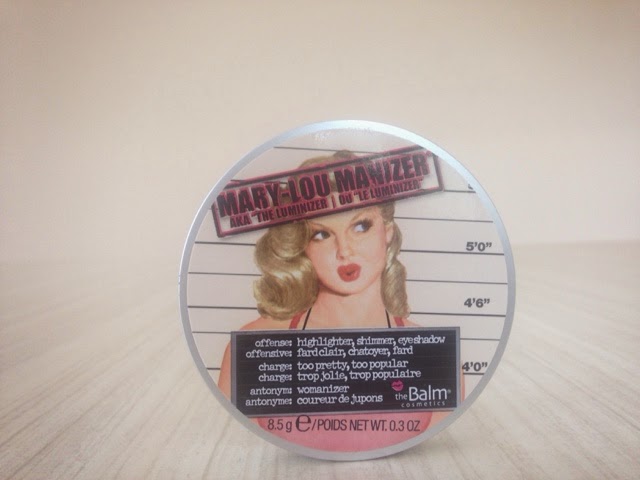 MARY-LOU MANIZER
AKA "THE LUMINIZER | OU "LE LUMINIZER"
5'0"
4'6"
4'0"
offense: highlighter, shimmer, eyeshadow
offensive: fard clair, chatoyer, fard
charge: too pretty, too popular
charge: trop jolie, trop populaire
antonym: womanizer
antonyme: coureur de jupons
theBalm®
cosmetics
8.5 g e/POIDS NET WT. 0.3 OZ.